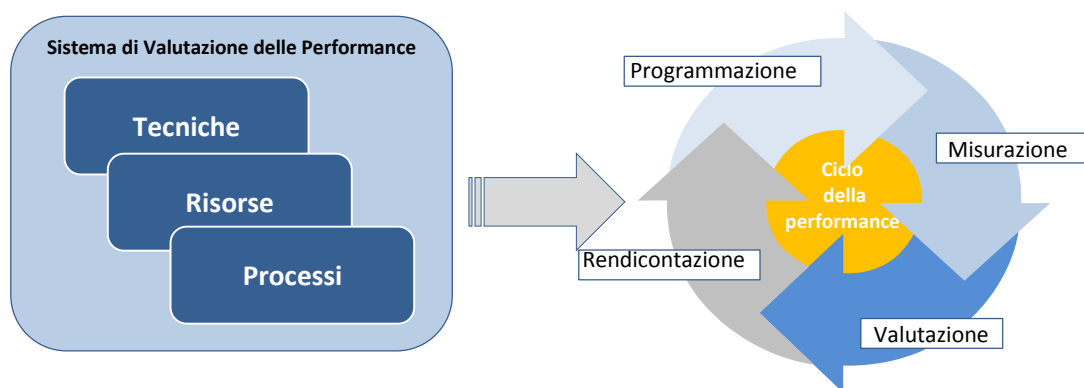 Sistema di Valutazione delle Performance
Tecniche
Risorse
Processi
Programmazione
Misurazione
Ciclo
della
performance
Rendicontazione
Valutazione